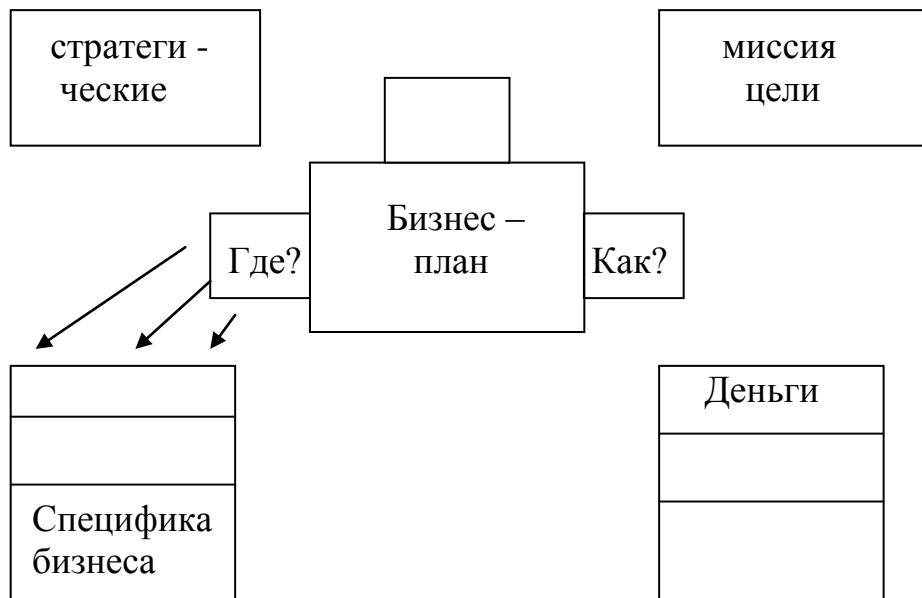 стратеги -
ческие
миссия
цели
Бизнес –
план
Где?
Как?
Деньги
Специфика
бизнеса